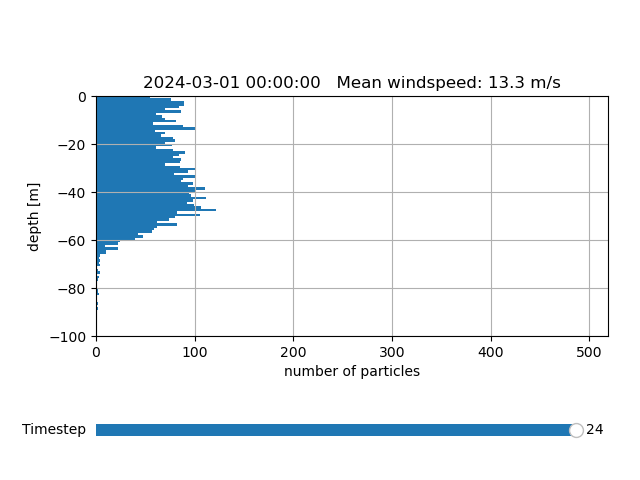 2024-03-01 00:00:00   Mean windspeed: 13.3 m/s
0
−20
−40
−60
−80
−100
depth [m]
0 100 200 300 400 500
number of particles
Timestep 24